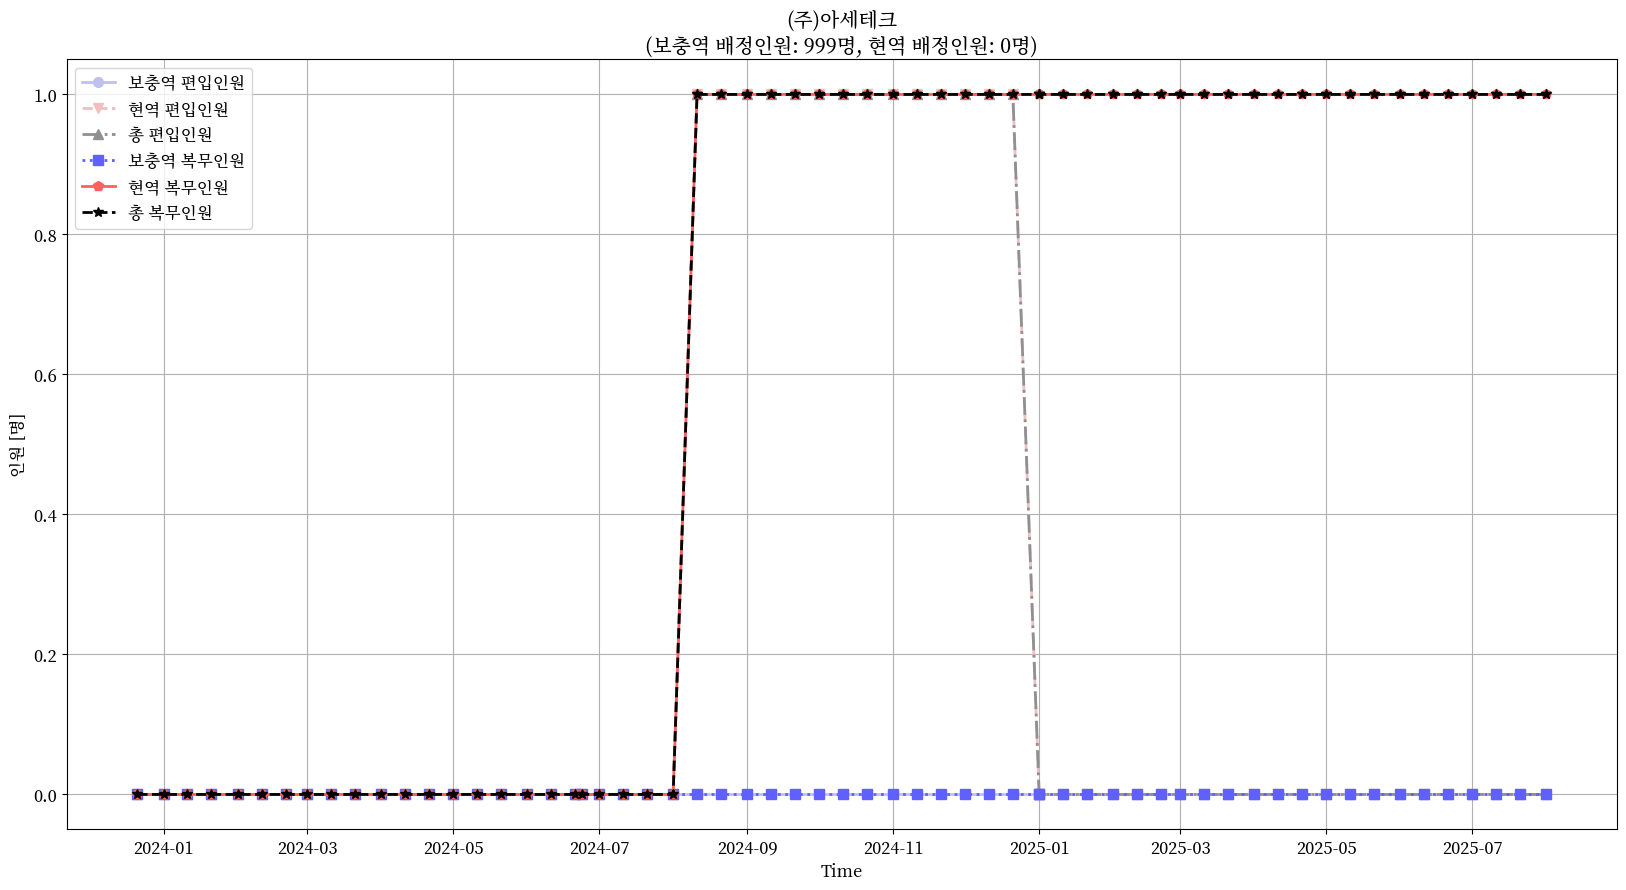 (주)아세테크
(보충역 배정인원: 999명, 현역 배정인원: 0명)
보충역 편입인원
현역 편입인원
총 편입인원
보충역 복무인원
현역 복무인원
총 복무인원
1.0
0.8
0.6
0.4
0.2
0.0
인원 [명]
2024-01
2024-03
2024-05
2024-07
2024-09
2024-11
2025-01
2025-03
2025-05
2025-07
Time